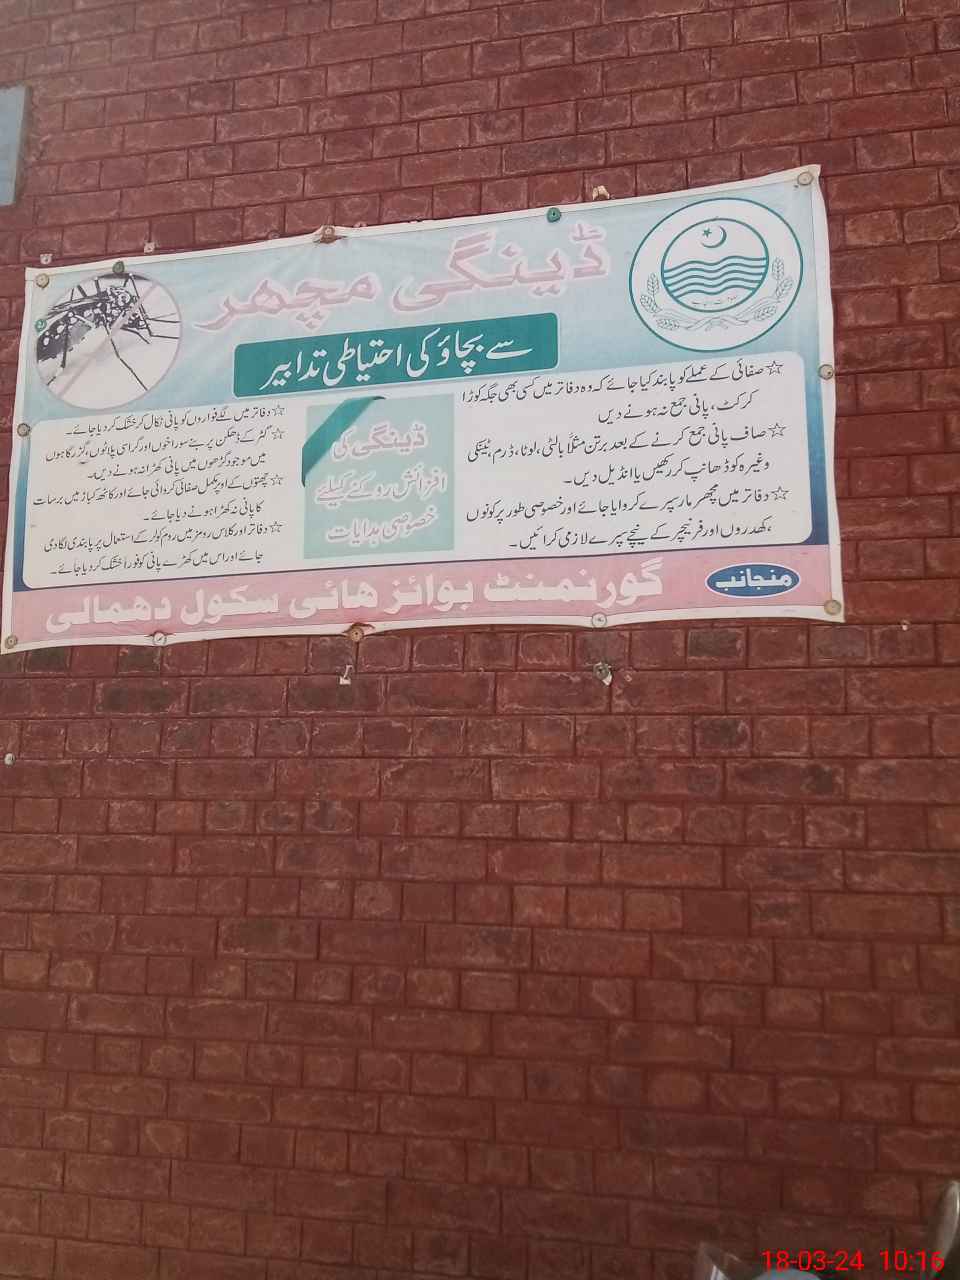 ڈینگی مچھر
سے بچاؤ کی احتیاطی تدابیر
☆ صفائی کے عملے کو پابند کیا جائے کہ وہ دفاتر میں کسی بھی جگہ کوڑا
کرکٹ، پانی جمع نہ ہونے دیں
☆ صاف پانی جمع کرنے کے بعد برتن مثلاً بالٹی، لوٹا، ڈرم، ٹینکی
وغیرہ کو ڈھانپ کر رکھیں یا انڈیل دیں۔
☆ دفاتر میں مچھر مار سپرے کروایا جائے اور خصوصی طور پر کونوں
، کھدروں اور فرنیچر کے نیچے سپرے لازمی کرائیں۔
ڈینگی کی
افزائش روکنے کیلئے
خصوصی ہدایات
☆ دفاتر میں لگے فواروں کو پانی نکال کر خشک کر دیا جائے۔
☆ گٹر کے ڈھکن پر بنے سوراخوں اور گراسی پلاٹوں، گزرگاہوں
میں موجود گڑھوں میں پانی کھڑا نہ ہونے دیں۔
☆ چھتوں کے اوپر مکمل صفائی کروائی جائے اور کاٹھ کباڑ میں برسات
کا پانی نہ کھڑا ہونے دیا جائے۔
☆ دفاتر اور کلاس رومز میں روم کولر کے استعمال پر پابندی لگا دی
جائے اور اس میں کھڑے پانی کو فوراً خشک کر دیا جائے۔
منجانب
گورنمنٹ بوائز ھائی سکول دھمالی
18-03-24 10:16